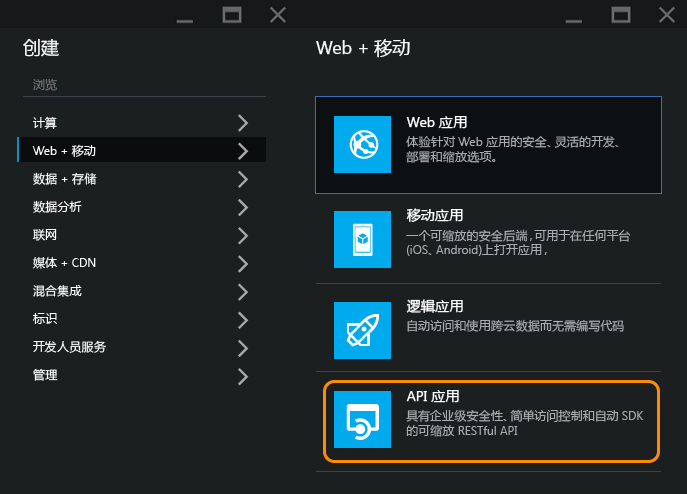 创建
浏览
计算
Web + 移动
数据 + 存储
数据分析
联网
媒体 + CDN
混合集成
标识
开发人员服务
管理
Web + 移动
Web 应用
体验针对 Web 应用的安全、灵活的开发、
部署和缩放选项。
移动应用
一个可缩放的安全后端，可用于在任何平台
(iOS、Android)上打开应用，
逻辑应用
自动访问和使用跨云数据而无需编写代码
API 应用
具有企业级安全性、简单访问控制和自动 SDK
的可缩放 RESTful API